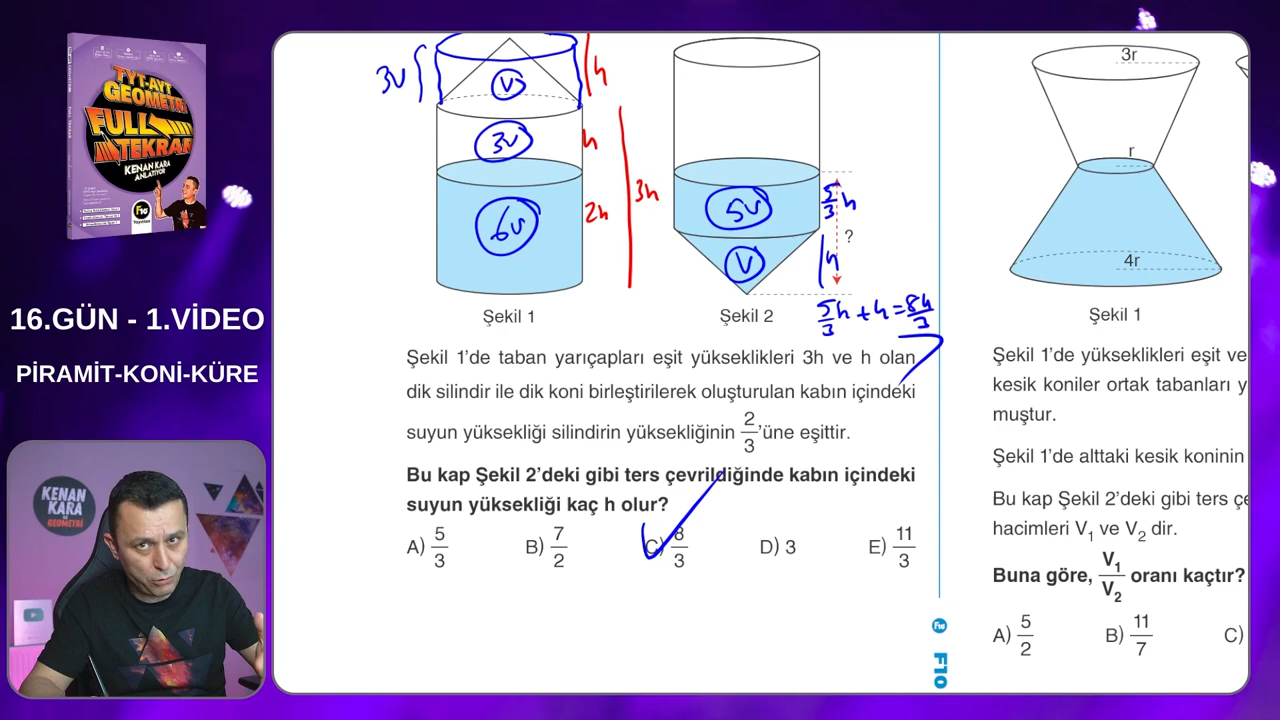 TYT-AYT
GEOMETRİ
FULL
TEKRAR
KENAN KARA
ANLATIYOR
F10
16.GÜN - 1.VİDEO
PİRAMİT-KONİ-KÜRE
KENAN
KARA
ile
GEOMETRİ
3v
V
h
3v
h
6v
2h
3h
5v
V
5/3 h
h
?
5/3 h + h = 8h/3
Şekil 1
Şekil 2
Şekil 1’de taban yarıçapları eşit yükseklikleri 3h ve h olan
dik silindir ile dik koni birleştirilerek oluşturulan kabın içindeki
suyun yüksekliği silindirin yüksekliğinin 2/3’üne eşittir.
Bu kap Şekil 2’deki gibi ters çevrildiğinde kabın içindeki
suyun yüksekliği kaç h olur?
A) 5/3 B) 7/2 C) 8/3 D) 3 E) 11/3
F10
3r
r
4r
Şekil 1
Şekil 1’de yükseklikleri eşit ve
kesik koniler ortak tabanları y
muştur.
Şekil 1’de alttaki kesik koninin
Bu kap Şekil 2’deki gibi ters çe
hacimleri V₁ ve V₂ dir.
Buna göre, V₁/V₂ oranı kaçtır?
A) 5/2 B) 11/7 C)